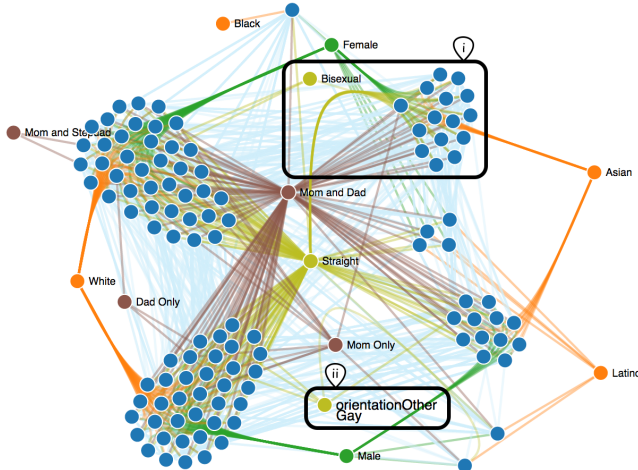 Black
Female
i
Bisexual
Mom and Stepdad
Asian
Mom and Dad
Straight
White
Dad Only
Mom Only
Latino
ii
orientationOther
Gay
Male